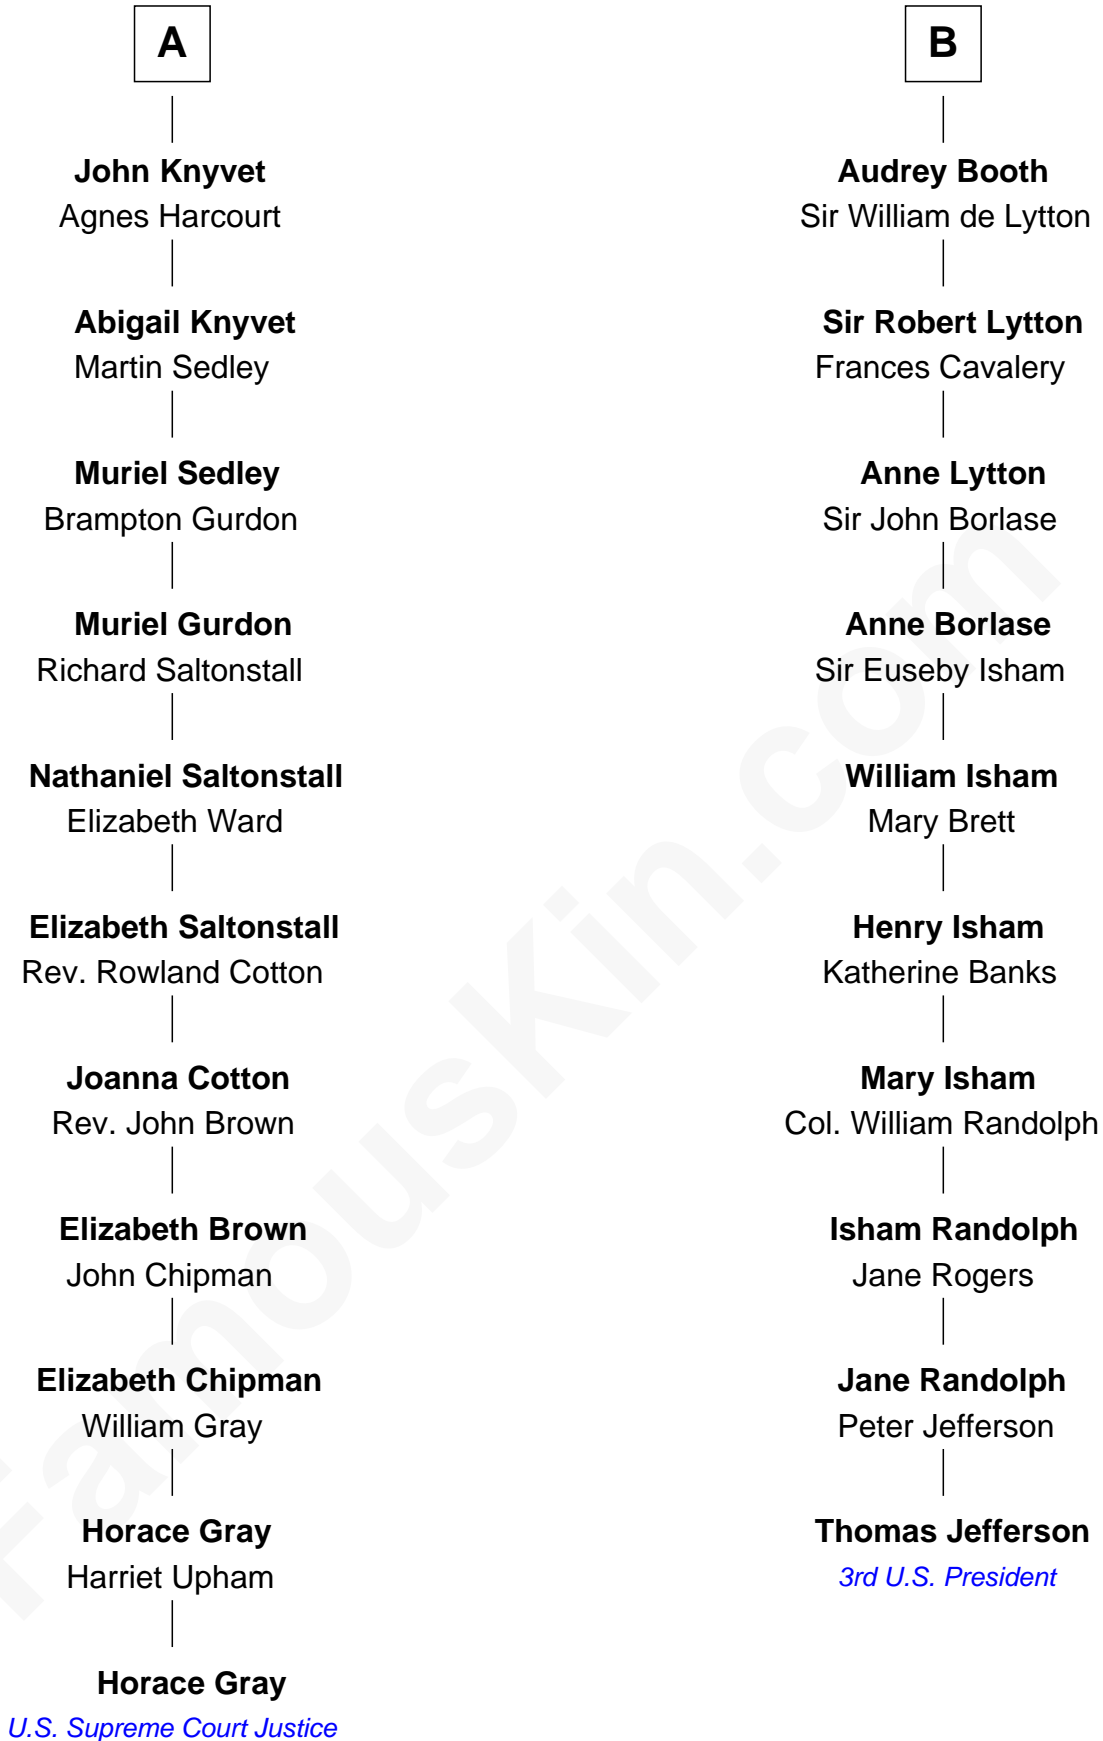 A
John Knyvet
Agnes Harcourt
Abigail Knyvet
Martin Sedley
Muriel Sedley
Brampton Gurdon
Muriel Gurdon
Richard Saltonstall
Nathaniel Saltonstall
Elizabeth Ward
Elizabeth Saltonstall
Rev. Rowland Cotton
Joanna Cotton
Rev. John Brown
Elizabeth Brown
John Chipman
Elizabeth Chipman
William Gray
Horace Gray
Harriet Upham
Horace Gray
U.S. Supreme Court Justice
B
Audrey Booth
Sir William de Lytton
Sir Robert Lytton
Frances Cavalery
Anne Lytton
Sir John Borlase
Anne Borlase
Sir Euseby Isham
William Isham
Mary Brett
Henry Isham
Katherine Banks
Mary Isham
Col. William Randolph
Isham Randolph
Jane Rogers
Jane Randolph
Peter Jefferson
Thomas Jefferson
3rd U.S. President
FamousKin.com